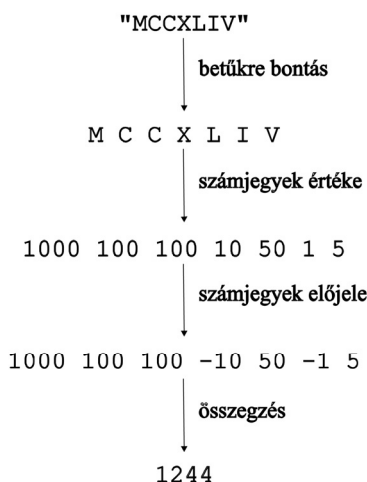 "MCCXLIV"
betűkre bontás
M C C X L I V
számjegyek értéke
1000 100 100 10 50 1 5
számjegyek előjele
1000 100 100 -10 50 -1 5
összegzés
1244